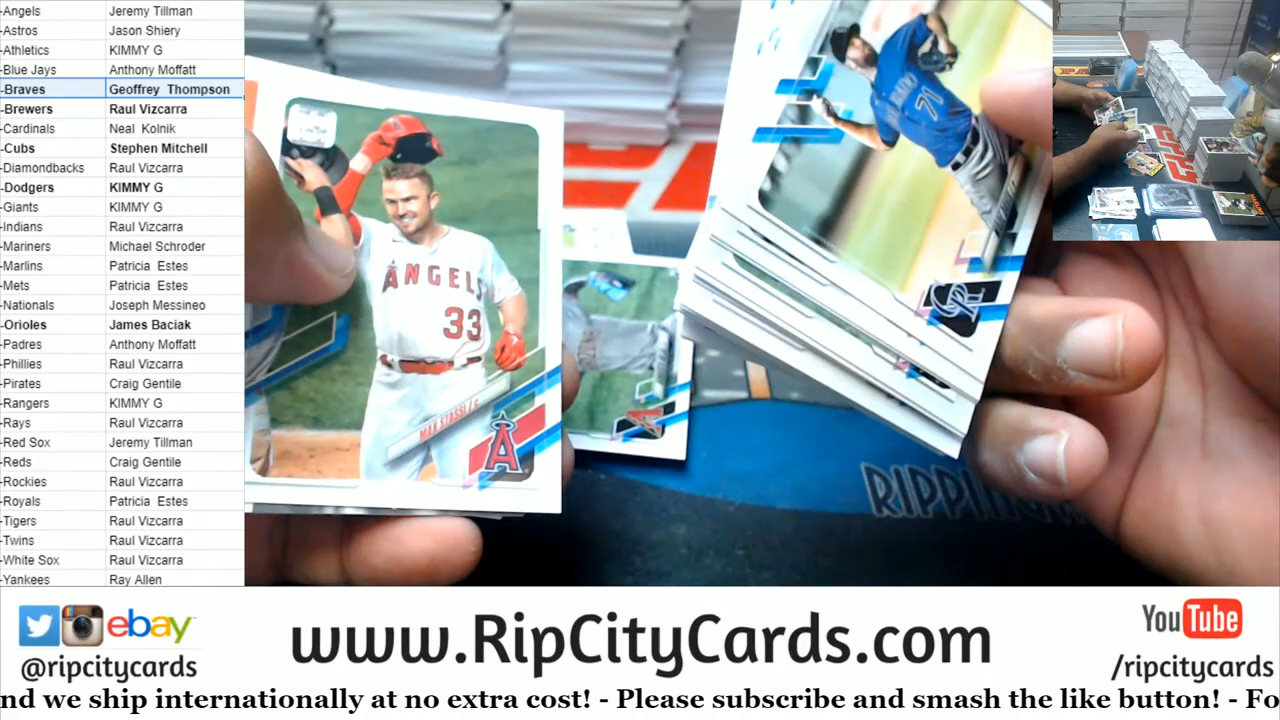 -Angels Jeremy Tillman
-Astros Jason Shiery
-Athletics KIMMY G
-Blue Jays Anthony Moffatt
-Braves Geoffrey Thompson
-Brewers Raul Vizcarra
-Cardinals Neal Kolnik
-Cubs Stephen Mitchell
-Diamondbacks Raul Vizcarra
-Dodgers KIMMY G
-Giants KIMMY G
-Indians Raul Vizcarra
-Mariners Michael Schroder
-Marlins Patricia Estes
-Mets Patricia Estes
-Nationals Joseph Messineo
-Orioles James Baciak
-Padres Anthony Moffatt
-Phillies Raul Vizcarra
-Pirates Craig Gentile
-Rangers KIMMY G
-Rays Raul Vizcarra
-Red Sox Jeremy Tillman
-Reds Craig Gentile
-Rockies Raul Vizcarra
-Royals Patricia Estes
-Tigers Raul Vizcarra
-Twins Raul Vizcarra
-White Sox Raul Vizcarra
-Yankees Ray Allen
ANGELS
33
MAX STASSI / C
A
71
CR
A
ebay
@ripcitycards
www.RipCityCards.com
YouTube
/ripcitycards
nd we ship internationally at no extra cost! - Please subscribe and smash the like button! - Fo